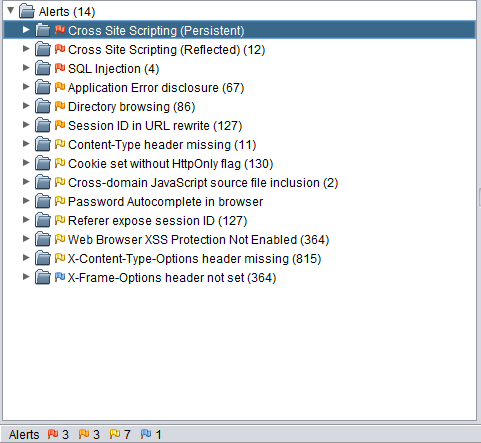 Alerts (14)
Cross Site Scripting (Persistent)
Cross Site Scripting (Reflected) (12)
SQL Injection (4)
Application Error disclosure (67)
Directory browsing (86)
Session ID in URL rewrite (127)
Content-Type header missing (11)
Cookie set without HttpOnly flag (130)
Cross-domain JavaScript source file inclusion (2)
Password Autocomplete in browser
Referer expose session ID (127)
Web Browser XSS Protection Not Enabled (364)
X-Content-Type-Options header missing (815)
X-Frame-Options header not set (364)
Alerts 3 3 7 1